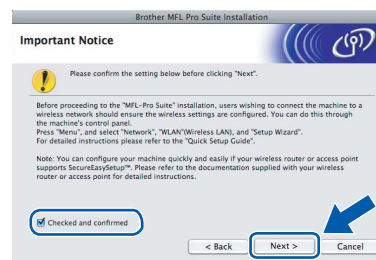 Brother MFL Pro Suite Installation
Important Notice
Please confirm the setting below before clicking "Next".
Before proceeding to the "MFL-Pro Suite" installation, users wishing to connect the machine to a
wireless network should ensure the wireless settings are configured. You can do this through
the machine's control panel.
Press "Menu", and select "Network", "WLAN"(Wireless LAN), and "Setup Wizard".
For detailed instructions please refer to the "Quick Setup Guide".
Note: You can configure your machine quickly and easily if your wireless router or access point
supports SecureEasySetup™. Please refer to the documentation supplied with your wireless
router or access point for detailed instructions.
Checked and confirmed
< Back Next > Cancel